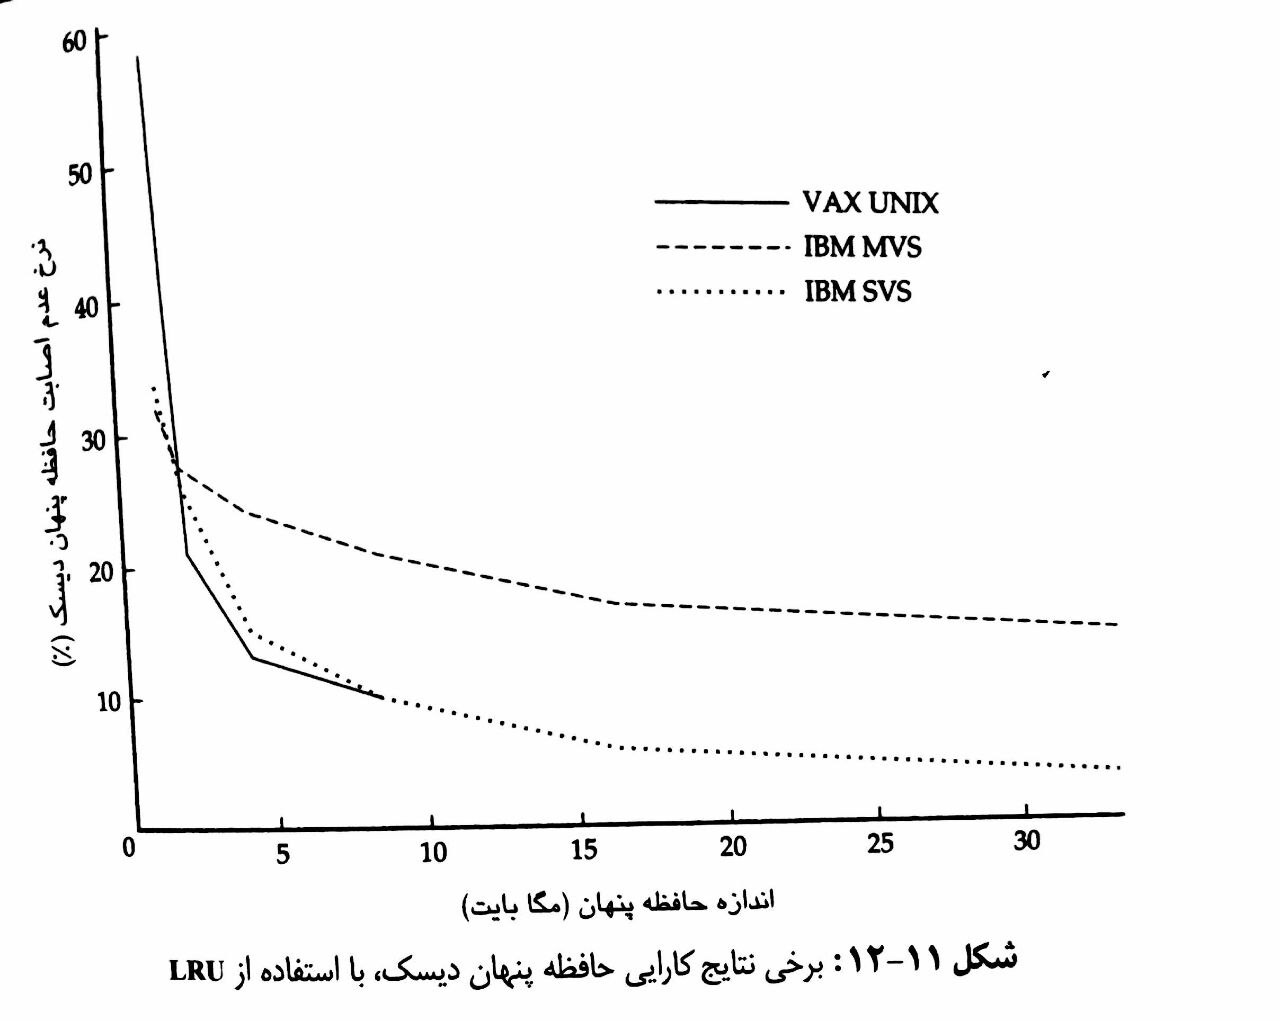 60
50
40
30
20
10
نرخ عدم اصابت حافظه پنهان دیسک (٪)
VAX UNIX
IBM MVS
IBM SVS
0 5 10 15 20 25 30
اندازه حافظه پنهان (مگا بایت)
شکل ۱۱–۱۲: برخی نتایج کارایی حافظه پنهان دیسک، با استفاده از LRU